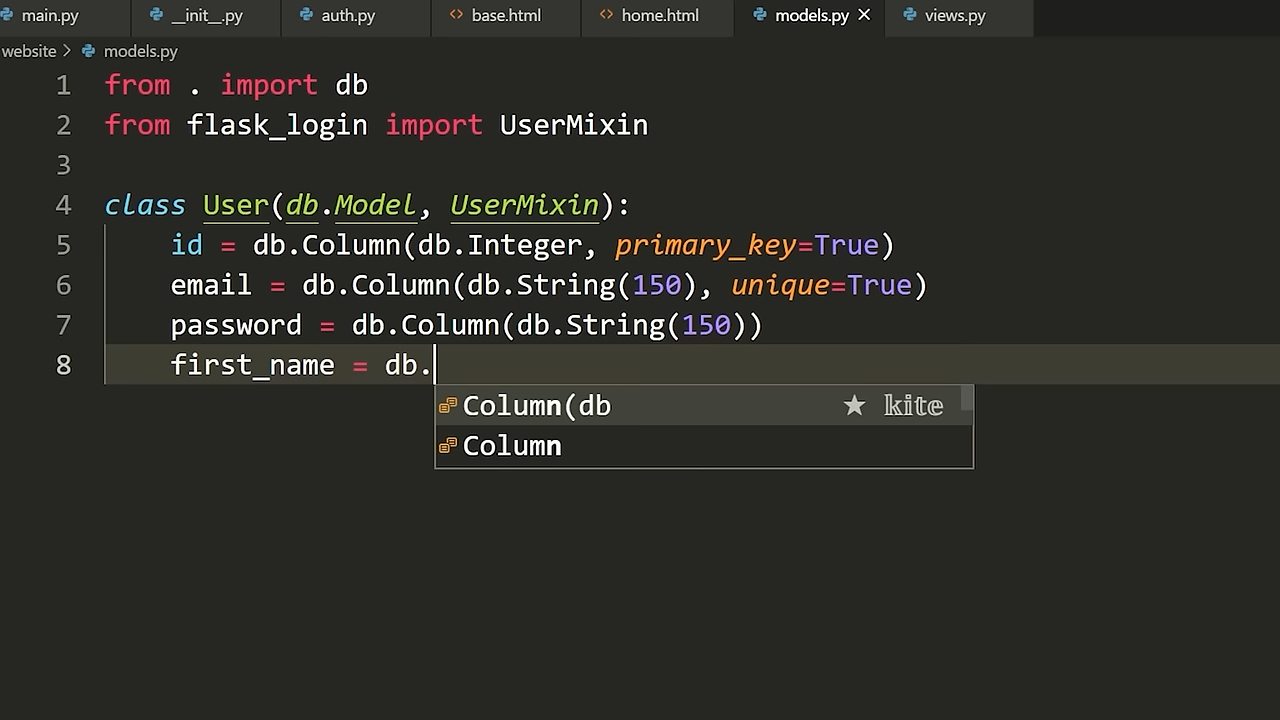 main.py __init__.py auth.py base.html home.html models.py views.py
website > models.py
1 from . import db
2 from flask_login import UserMixin
3
4 class User(db.Model, UserMixin):
5 id = db.Column(db.Integer, primary_key=True)
6 email = db.Column(db.String(150), unique=True)
7 password = db.Column(db.String(150))
8 first_name = db.
Column(db ★ kite
Column